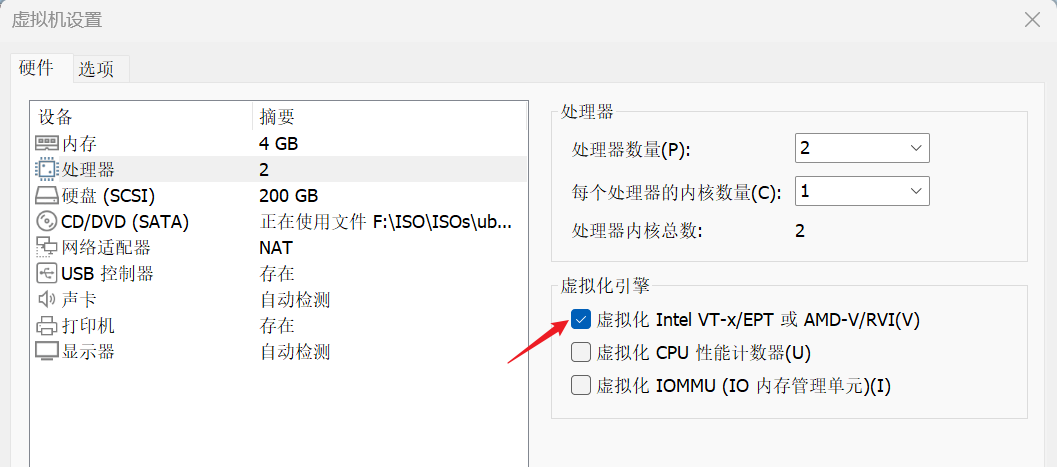 虚拟机设置
硬件 选项
设备 摘要
内存 4 GB
处理器 2
硬盘 (SCSI) 200 GB
CD/DVD (SATA) 正在使用文件 F:\ISO\ISOs\ub...
网络适配器 NAT
USB 控制器 存在
声卡 自动检测
打印机 存在
显示器 自动检测
处理器
处理器数量(P): 2
每个处理器的内核数量(C): 1
处理器内核总数: 2
虚拟化引擎
虚拟化 Intel VT-x/EPT 或 AMD-V/RVI(V)
虚拟化 CPU 性能计数器(U)
虚拟化 IOMMU (IO 内存管理单元)(I)